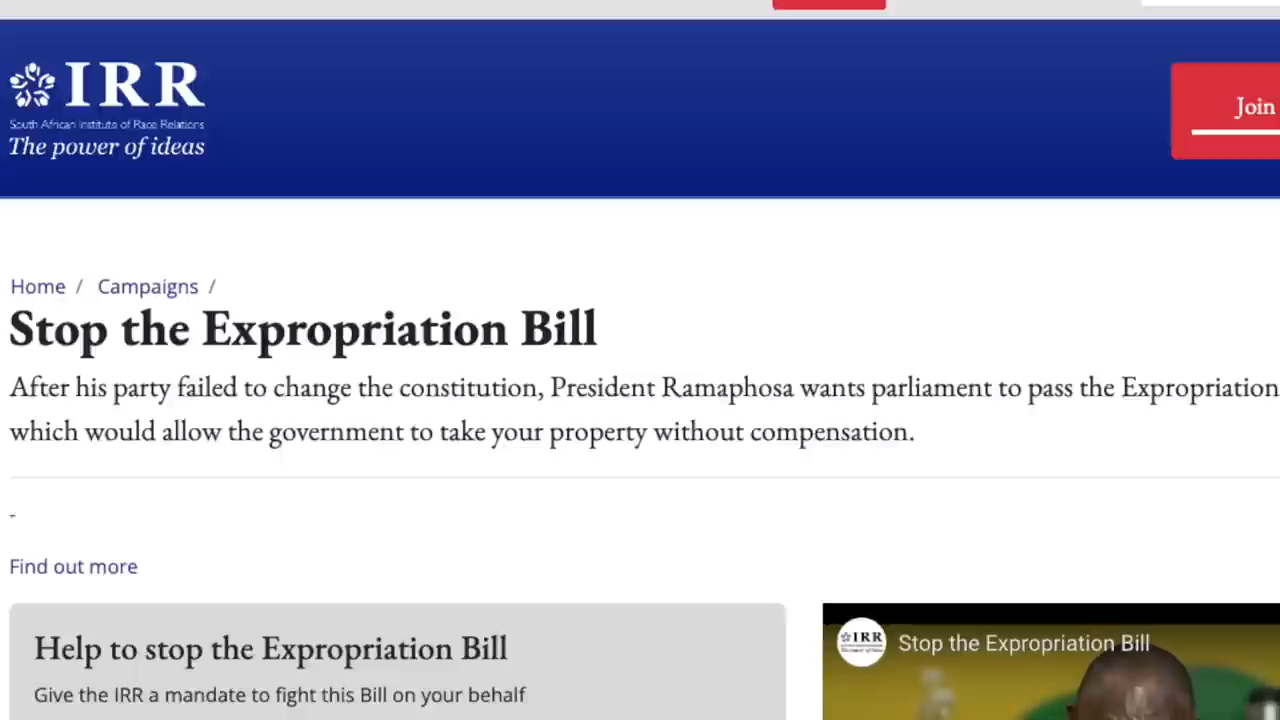 IRR
South African Institute of Race Relations
The power of ideas
Join
Home / Campaigns /
Stop the Expropriation Bill
After his party failed to change the constitution, President Ramaphosa wants parliament to pass the Expropriation
which would allow the government to take your property without compensation.
-
Find out more
Help to stop the Expropriation Bill
Give the IRR a mandate to fight this Bill on your behalf
IRR
Stop the Expropriation Bill